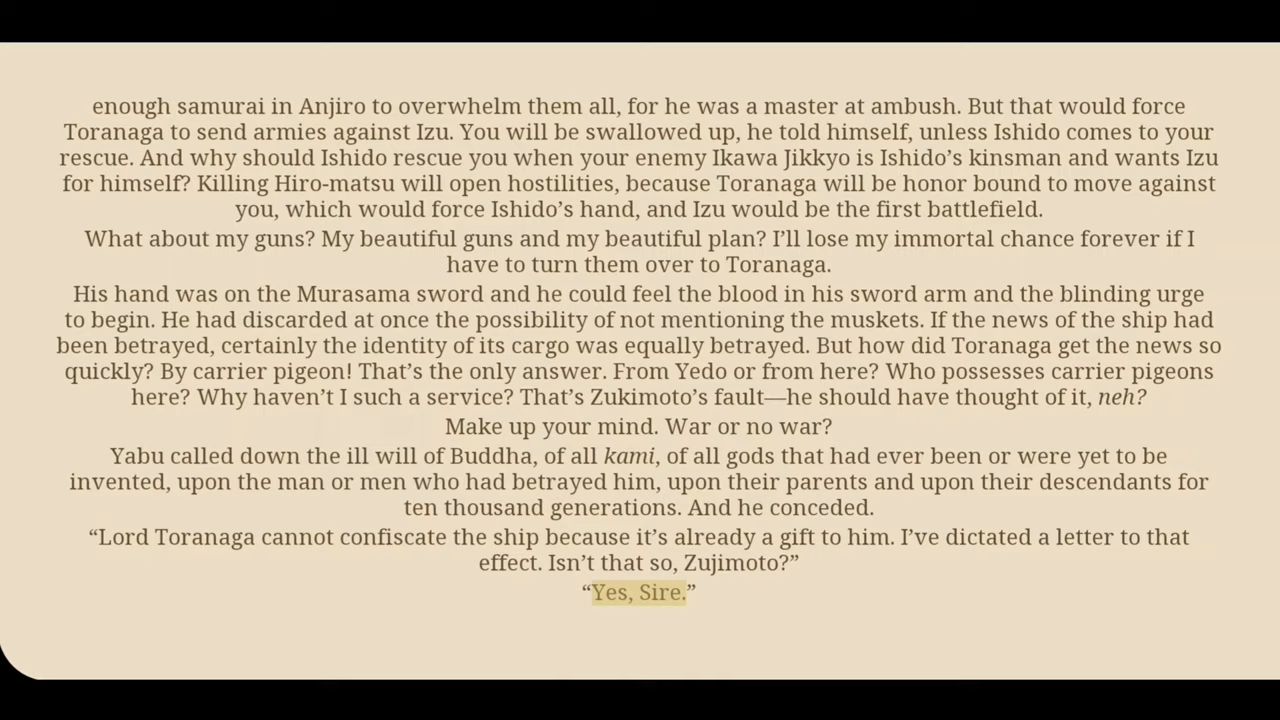 enough samurai in Anjiro to overwhelm them all, for he was a master at ambush. But that would force
Toranaga to send armies against Izu. You will be swallowed up, he told himself, unless Ishido comes to your
rescue. And why should Ishido rescue you when your enemy Ikawa Jikkyo is Ishido’s kinsman and wants Izu
for himself? Killing Hiro-matsu will open hostilities, because Toranaga will be honor bound to move against
you, which would force Ishido’s hand, and Izu would be the first battlefield.
What about my guns? My beautiful guns and my beautiful plan? I’ll lose my immortal chance forever if I
have to turn them over to Toranaga.
His hand was on the Murasama sword and he could feel the blood in his sword arm and the blinding urge
to begin. He had discarded at once the possibility of not mentioning the muskets. If the news of the ship had
been betrayed, certainly the identity of its cargo was equally betrayed. But how did Toranaga get the news so
quickly? By carrier pigeon! That’s the only answer. From Yedo or from here? Who possesses carrier pigeons
here? Why haven’t I such a service? That’s Zukimoto’s fault—he should have thought of it, neh?
Make up your mind. War or no war?
Yabu called down the ill will of Buddha, of all kami, of all gods that had ever been or were yet to be
invented, upon the man or men who had betrayed him, upon their parents and upon their descendants for
ten thousand generations. And he conceded.
“Lord Toranaga cannot confiscate the ship because it’s already a gift to him. I’ve dictated a letter to that
effect. Isn’t that so, Zujimoto?”
“Yes, Sire.”